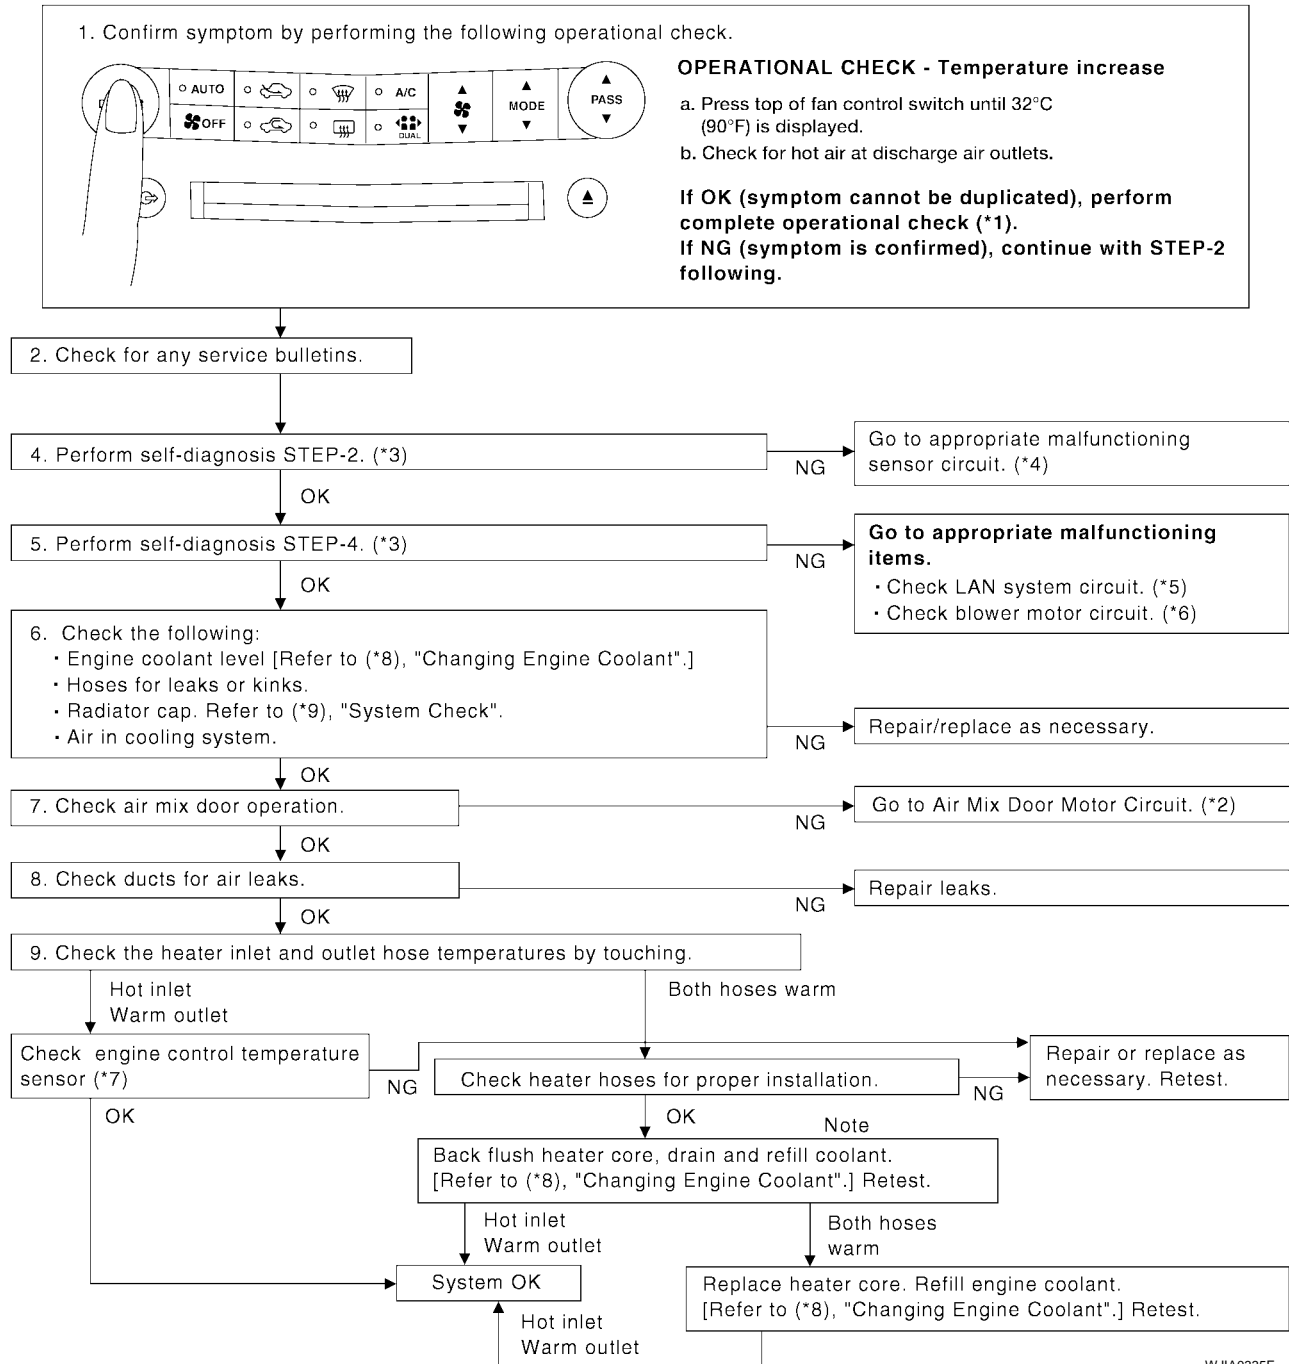 1. Confirm symptom by performing the following operational check.
AUTO
A/C
MODE
PASS
OFF
DUAL
OPERATIONAL CHECK - Temperature increase
a. Press top of fan control switch until 32°C
(90°F) is displayed.
b. Check for hot air at discharge air outlets.
If OK (symptom cannot be duplicated), perform
complete operational check (*1).
If NG (symptom is confirmed), continue with STEP-2
following.
2. Check for any service bulletins.
4. Perform self-diagnosis STEP-2. (*3)
NG
Go to appropriate malfunctioning
sensor circuit. (*4)
OK
5. Perform self-diagnosis STEP-4. (*3)
NG
Go to appropriate malfunctioning
items.
· Check LAN system circuit. (*5)
· Check blower motor circuit. (*6)
OK
6. Check the following:
· Engine coolant level [Refer to (*8), "Changing Engine Coolant".]
· Hoses for leaks or kinks.
· Radiator cap. Refer to (*9), "System Check".
· Air in cooling system.
NG
Repair/replace as necessary.
OK
7. Check air mix door operation.
NG
Go to Air Mix Door Motor Circuit. (*2)
OK
8. Check ducts for air leaks.
NG
Repair leaks.
OK
9. Check the heater inlet and outlet hose temperatures by touching.
Hot inlet
Warm outlet
Both hoses warm
Check engine control temperature
sensor (*7)
NG
OK
Check heater hoses for proper installation.
NG
Repair or replace as
necessary. Retest.
OK
Note
Back flush heater core, drain and refill coolant.
[Refer to (*8), "Changing Engine Coolant".] Retest.
Hot inlet
Warm outlet
Both hoses
warm
System OK
Replace heater core. Refill engine coolant.
[Refer to (*8), "Changing Engine Coolant".] Retest.
Hot inlet
Warm outlet